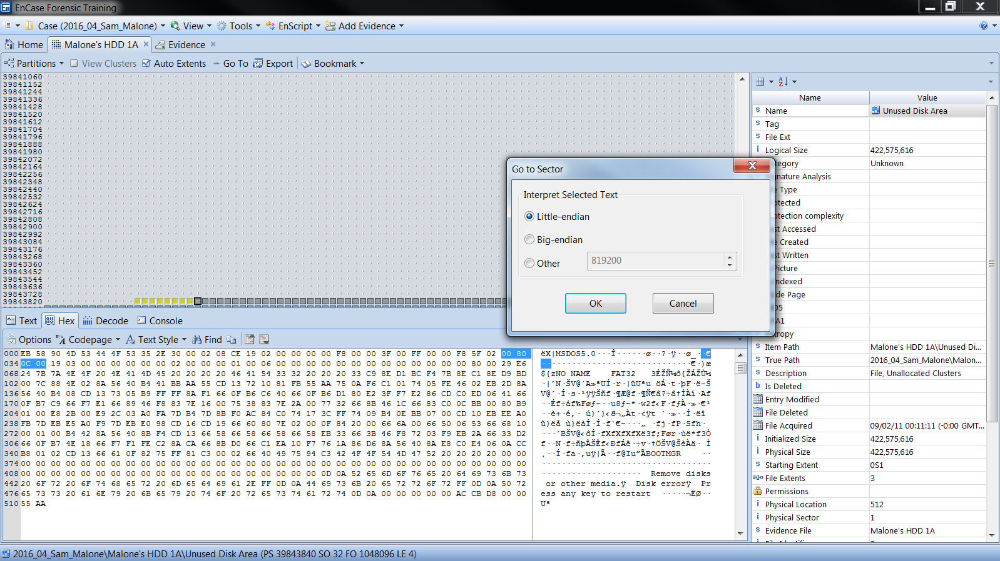 EnCase Forensic Training
Case (2016_04_Sam_Malone) View Tools EnScript Add Evidence
Home Malone's HDD 1A Evidence
Partitions View Clusters Auto Extents Go To Export Bookmark
39841060
39841152
39841244
39841336
39841428
39841520
39841612
39841704
39841796
39841888
39841980
39842072
39842164
39842256
39842348
39842440
39842532
39842624
39842716
39842808
39842900
39842992
39843084
39843176
39843268
39843360
39843452
39843544
39843636
39843728
39843820
Go to Sector
Interpret Selected Text
Little-endian
Big-endian
Other 819200
OK Cancel
Name Value
Name Unused Disk Area
Tag
File Ext
Logical Size 422,575,616
tegory Unknown
nature Analysis
e Type
otected
otection complexity
st Accessed
e Created
st Written
Picture
ndexed
de Page
D5
A1
tropy
Item Path Malone's HDD 1A\Unused Di...
True Path 2016_04_Sam_Malone\Malon...
Description File, Unallocated Clusters
Is Deleted
Entry Modified
File Deleted
File Acquired 09/02/11 00:11:11 (-0:00 GMT...
Initialized Size 422,575,616
Physical Size 422,575,616
Starting Extent 0S1
File Extents 3
Permissions
Physical Location 512
Physical Sector 1
Evidence File Malone's HDD 1A
Text Hex Decode Console
Options Codepage Text Style Find
000 EB 58 90 4D 53 44 4F 53 35 2E 30 00 02 08 CE 19 02 00 00 00 00 F8 00 00 3F 00 FF 00 00 F8 5F 02 00 80
034 0C 00 19 03 00 00 00 00 00 00 02 00 00 00 01 00 06 00 00 00 00 00 00 00 00 00 00 00 00 00 80 00 29 E6
068 24 7B 7A 4E 4F 20 4E 41 4D 45 20 20 20 20 46 41 54 33 32 20 20 20 33 C9 8E D1 BC F4 7B 8E C1 8E D9 BD
102 00 7C 88 4E 02 8A 56 40 B4 41 BB AA 55 CD 13 72 10 81 FB 55 AA 75 0A F6 C1 01 74 05 FE 46 02 EB 2D 8A
136 56 40 B4 08 CD 13 73 05 B9 FF FF 8A F1 66 0F B6 C6 40 66 0F B6 D1 80 E2 3F F7 E2 86 CD C0 ED 06 41 66
170 0F B7 C9 66 F7 E1 66 89 46 F8 83 7E 16 00 75 38 83 7E 2A 00 77 32 66 8B 46 1C 66 83 C0 0C BB 00 80 B9
204 01 00 E8 2B 00 E9 2C 03 A0 FA 7D B4 7D 8B F0 AC 84 C0 74 17 3C FF 74 09 B4 0E BB 07 00 CD 10 EB EE A0
238 FB 7D EB E5 A0 F9 7D EB E0 98 CD 16 CD 19 66 60 80 7E 02 00 0F 84 20 00 66 6A 00 66 50 06 53 66 68 10
272 00 01 00 B4 42 8A 56 40 8B F4 CD 13 66 58 66 58 66 58 66 58 EB 33 66 3B 46 F8 72 03 F9 EB 2A 66 33 D2
306 66 0F B7 4E 18 66 F7 F1 FE C2 8A CA 66 8B D0 66 C1 EA 10 F7 76 1A 86 D6 8A 56 40 8A E8 C0 E4 06 0A CC
340 B8 01 02 CD 13 66 61 0F 82 75 FF 81 C3 00 02 66 40 49 75 94 C3 42 4F 4F 54 4D 47 52 20 20 20 20 00 00
374 00 00 00 00 00 00 00 00 00 00 00 00 00 00 00 00 00 00 00 00 00 00 00 00 00 00 00 00 00 00 00 00 00 00
408 00 00 00 00 00 00 00 00 00 00 00 00 00 00 00 00 00 00 00 00 0D 0A 52 65 6D 6F 76 65 20 64 69 73 6B 73
442 20 6F 72 20 6F 74 68 65 72 20 6D 65 64 69 61 2E FF 0D 0A 44 69 73 6B 20 65 72 72 6F 72 FF 0D 0A 50 72
476 65 73 73 20 61 6E 79 20 6B 65 79 20 74 6F 20 72 65 73 74 61 72 74 0D 0A 00 00 00 00 00 AC CB D8 00 00
510 55 AA
ëX|MSDOS5.0
${zNO NAME FAT32
BOOTMGR
Remove disks
or other media.ÿ Disk errorÿ Pr
ess any key to restart
Uª
2016_04_Sam_Malone\Malone's HDD 1A\Unused Disk Area (PS 39843840 SO 32 FO 1048096 LE 4)